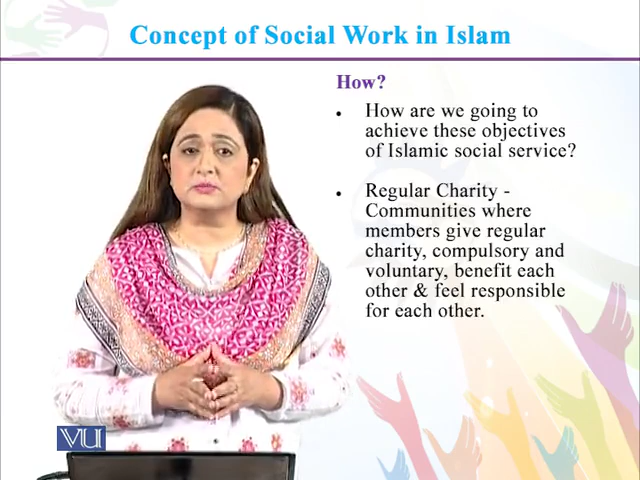 Concept of Social Work in Islam
How?
• How are we going to
achieve these objectives
of Islamic social service?
• Regular Charity -
Communities where
members give regular
charity, compulsory and
voluntary, benefit each
other & feel responsible
for each other.
VU